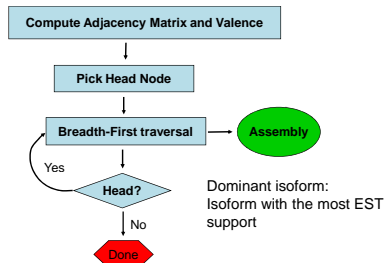 Compute Adjacency Matrix and Valence
Pick Head Node
Breadth-First traversal
Assembly
Yes
Head?
Dominant isoform:
Isoform with the most EST
support
No
Done